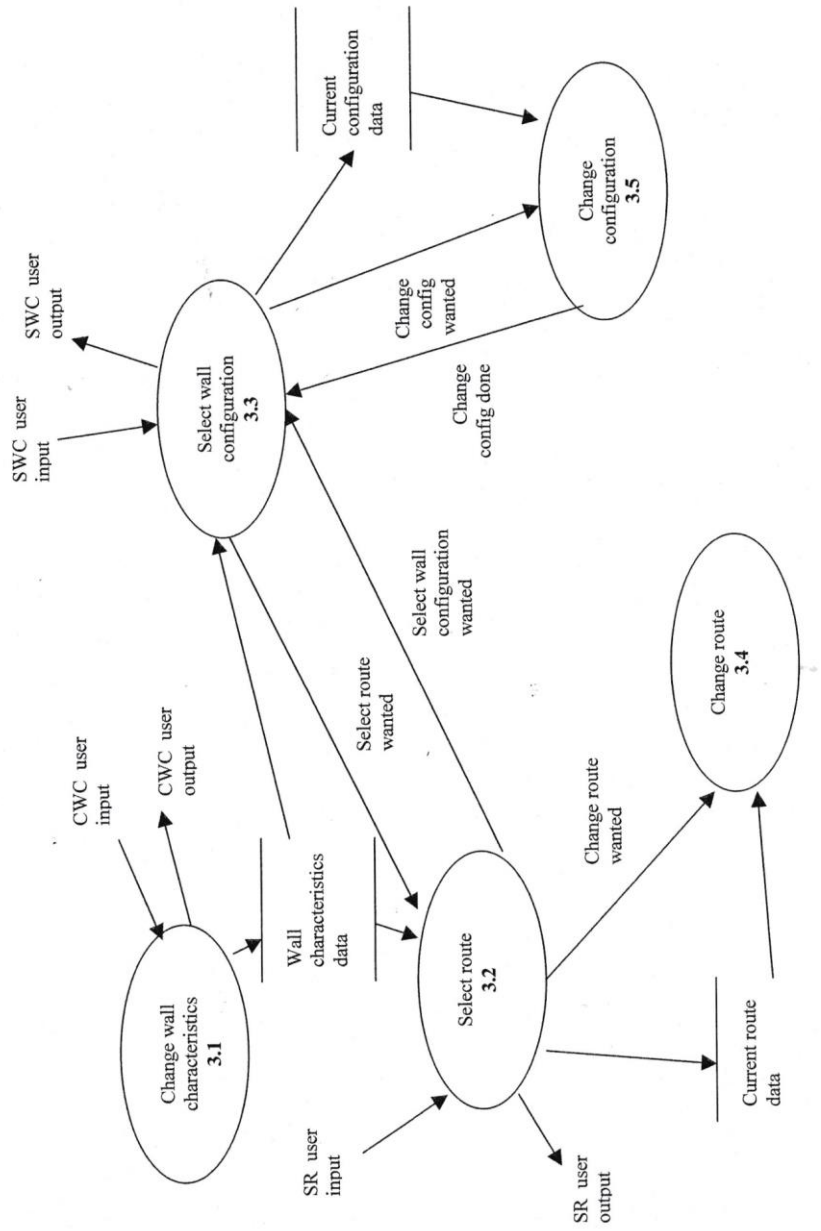 SWC user
input
SWC user
output
CWC user
input
CWC user
output
Change wall
characteristics
3.1
Select wall
configuration
3.3
Current
configuration
data
Wall
characteristics
data
Select route
wanted
Select wall
configuration
wanted
Change
config
wanted
Change
config done
Change
configuration
3.5
SR user
input
SR user
output
Select route
3.2
Change route
wanted
Change route
3.4
Current route
data